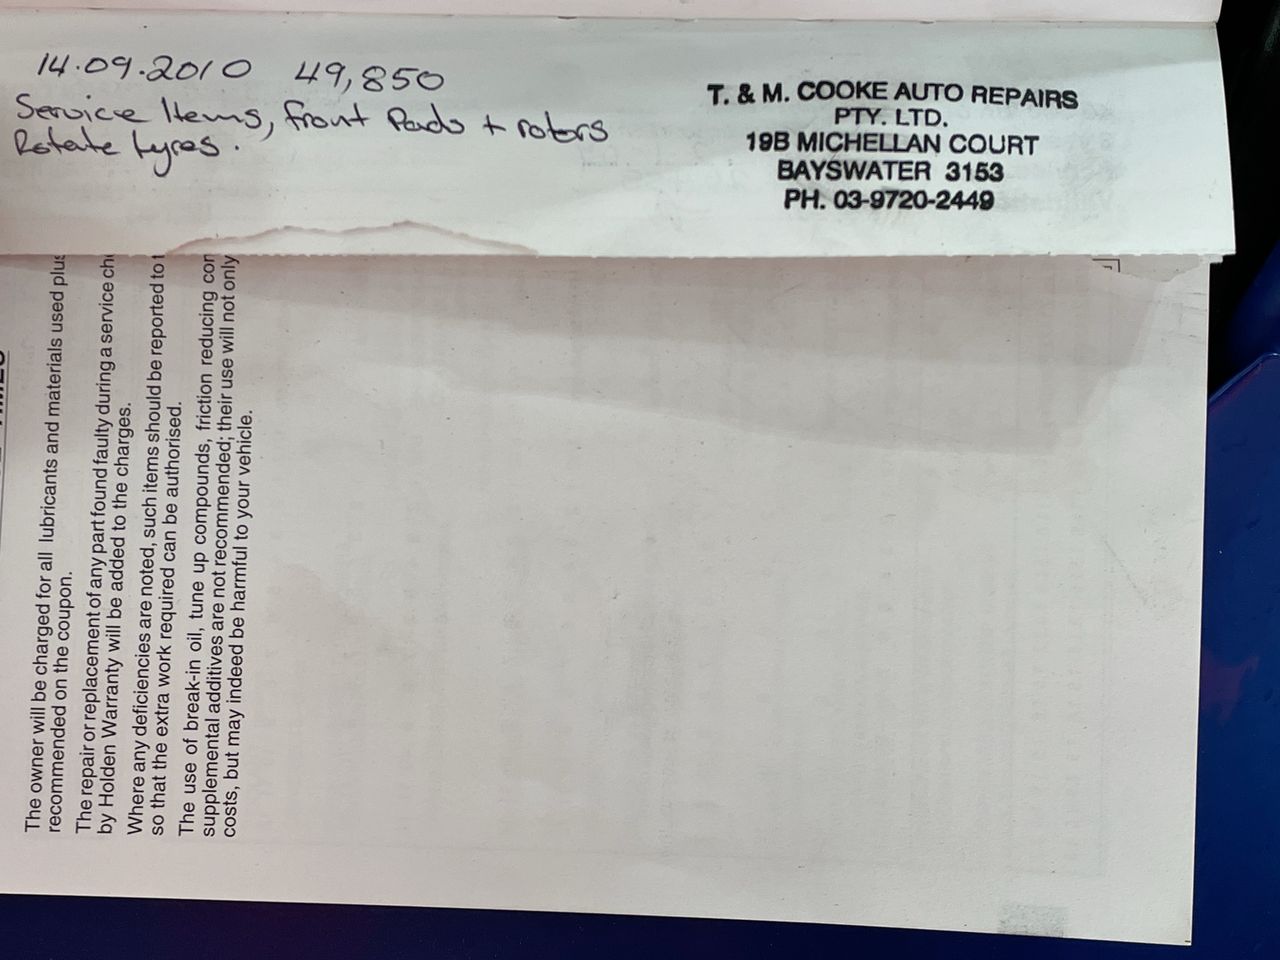 14.09.2010 49,850
Service Items, front Pads + rotors
Rotate tyres.
T. & M. COOKE AUTO REPAIRS
PTY. LTD.
19B MICHELLAN COURT
BAYSWATER 3153
PH. 03-9720-2449
The owner will be charged for all lubricants and materials used plus
recommended on the coupon.
The repair or replacement of any part found faulty during a service
by Holden Warranty will be added to the charges.
Where any deficiencies are noted, such items should be reported to
so that the extra work required can be authorised.
The use of break-in oil, tune up compounds, friction reducing
supplemental additives are not recommended; their use will not only
costs, but may indeed be harmful to your vehicle.